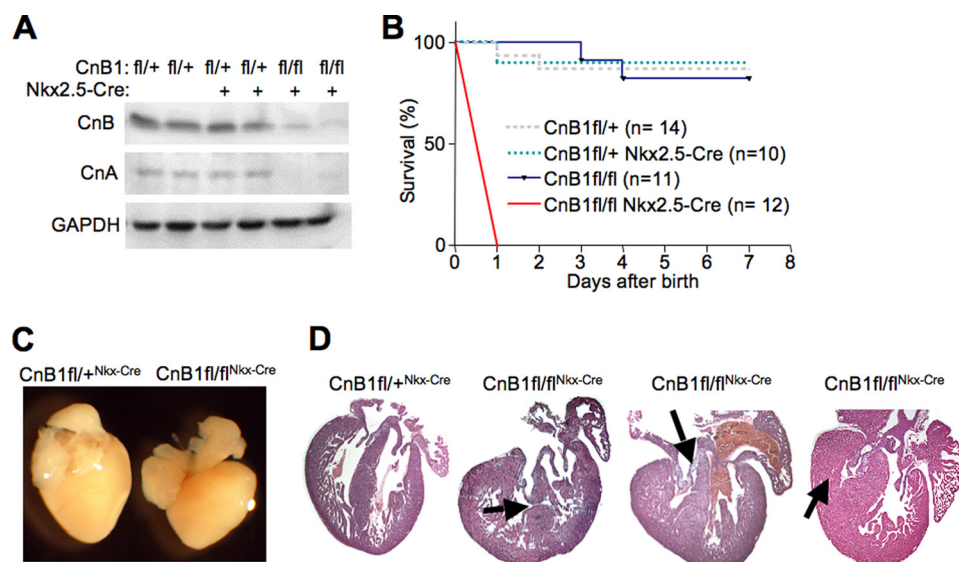 A
CnB1: fl/+ fl/+ fl/+ fl/+ fl/fl fl/fl
Nkx2.5-Cre: + + + +
CnB
CnA
GAPDH
B
100
50
0
Survival (%)
CnB1fl/+ (n= 14)
CnB1fl/+ Nkx2.5-Cre (n=10)
CnB1fl/fl (n=11)
CnB1fl/fl Nkx2.5-Cre (n= 12)
0 1 2 3 4 5 6 7 8
Days after birth
C
CnB1fl/+Nkx-Cre CnB1fl/flNkx-Cre
D
CnB1fl/+Nkx-Cre CnB1fl/flNkx-Cre CnB1fl/flNkx-Cre CnB1fl/flNkx-Cre